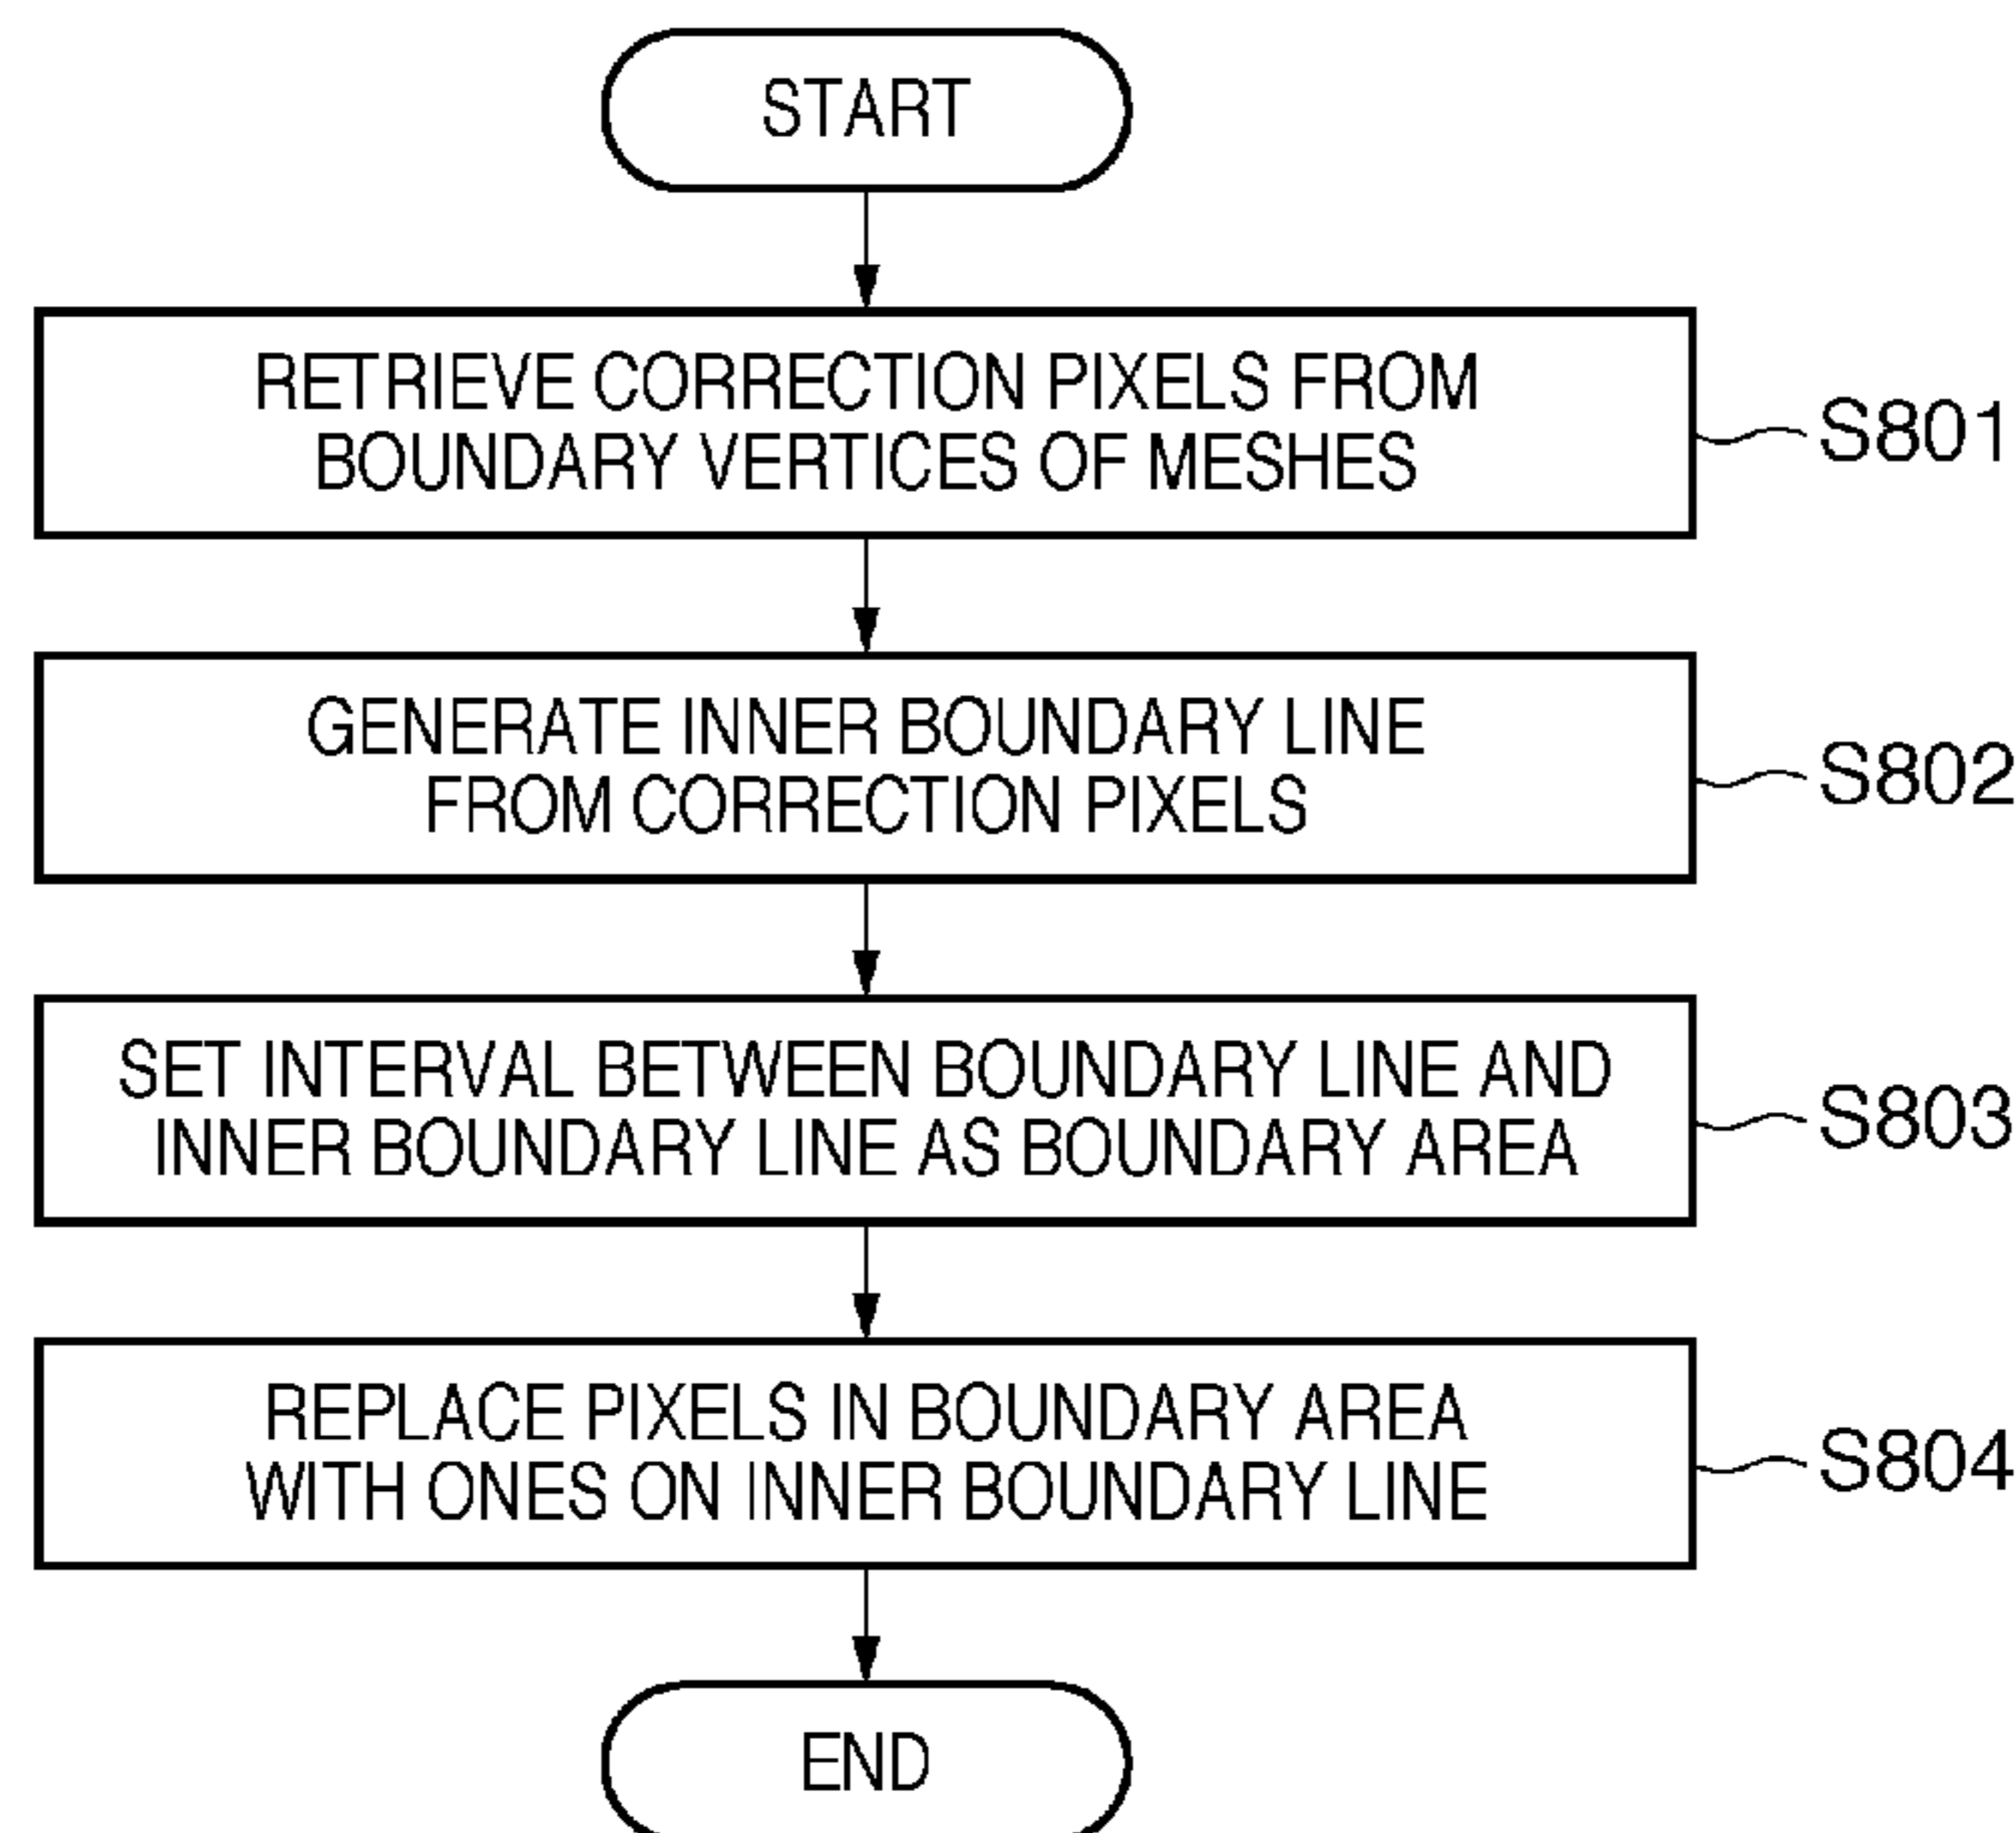 START
RETRIEVE CORRECTION PIXELS FROM
BOUNDARY VERTICES OF MESHES
S801
GENERATE INNER BOUNDARY LINE
FROM CORRECTION PIXELS
S802
SET INTERVAL BETWEEN BOUNDARY LINE AND
INNER BOUNDARY LINE AS BOUNDARY AREA
S803
REPLACE PIXELS IN BOUNDARY AREA
WITH ONES ON INNER BOUNDARY LINE
S804
END